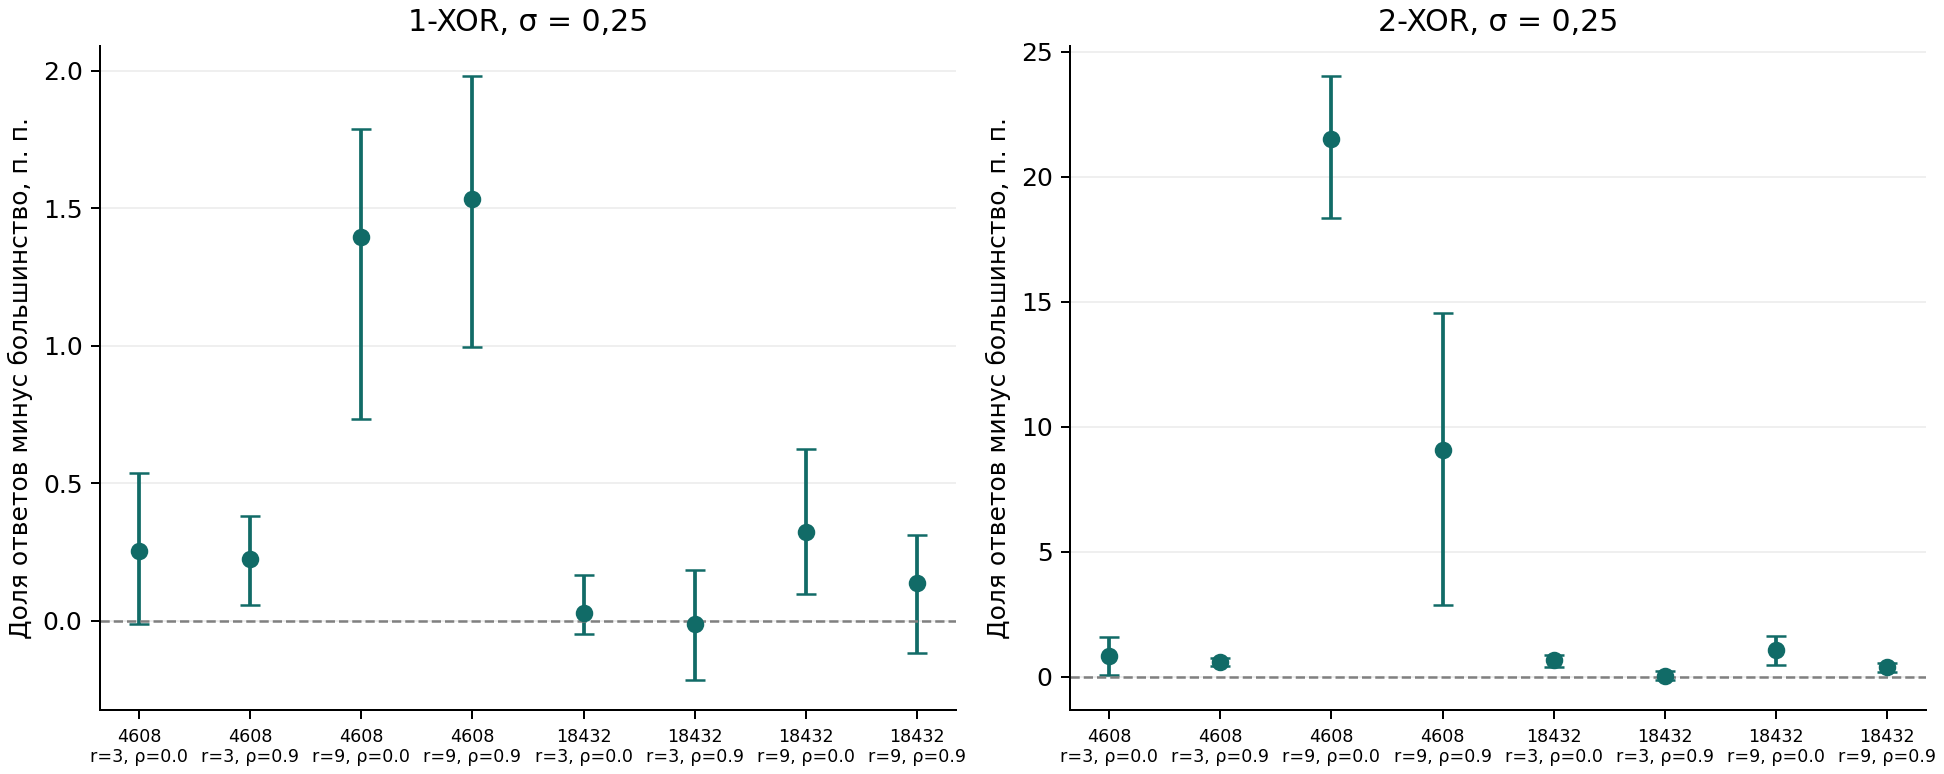 1-XOR, σ = 0,25
Доля ответов минус большинство, п. п.
2.0
1.5
1.0
0.5
0.0
4608 4608 4608 4608 18432 18432 18432 18432
r=3, ρ=0.0 r=3, ρ=0.9 r=9, ρ=0.0 r=9, ρ=0.9 r=3, ρ=0.0 r=3, ρ=0.9 r=9, ρ=0.0 r=9, ρ=0.9
2-XOR, σ = 0,25
Доля ответов минус большинство, п. п.
25
20
15
10
5
0
4608 4608 4608 4608 18432 18432 18432 18432
r=3, ρ=0.0 r=3, ρ=0.9 r=9, ρ=0.0 r=9, ρ=0.9 r=3, ρ=0.0 r=3, ρ=0.9 r=9, ρ=0.0 r=9, ρ=0.9